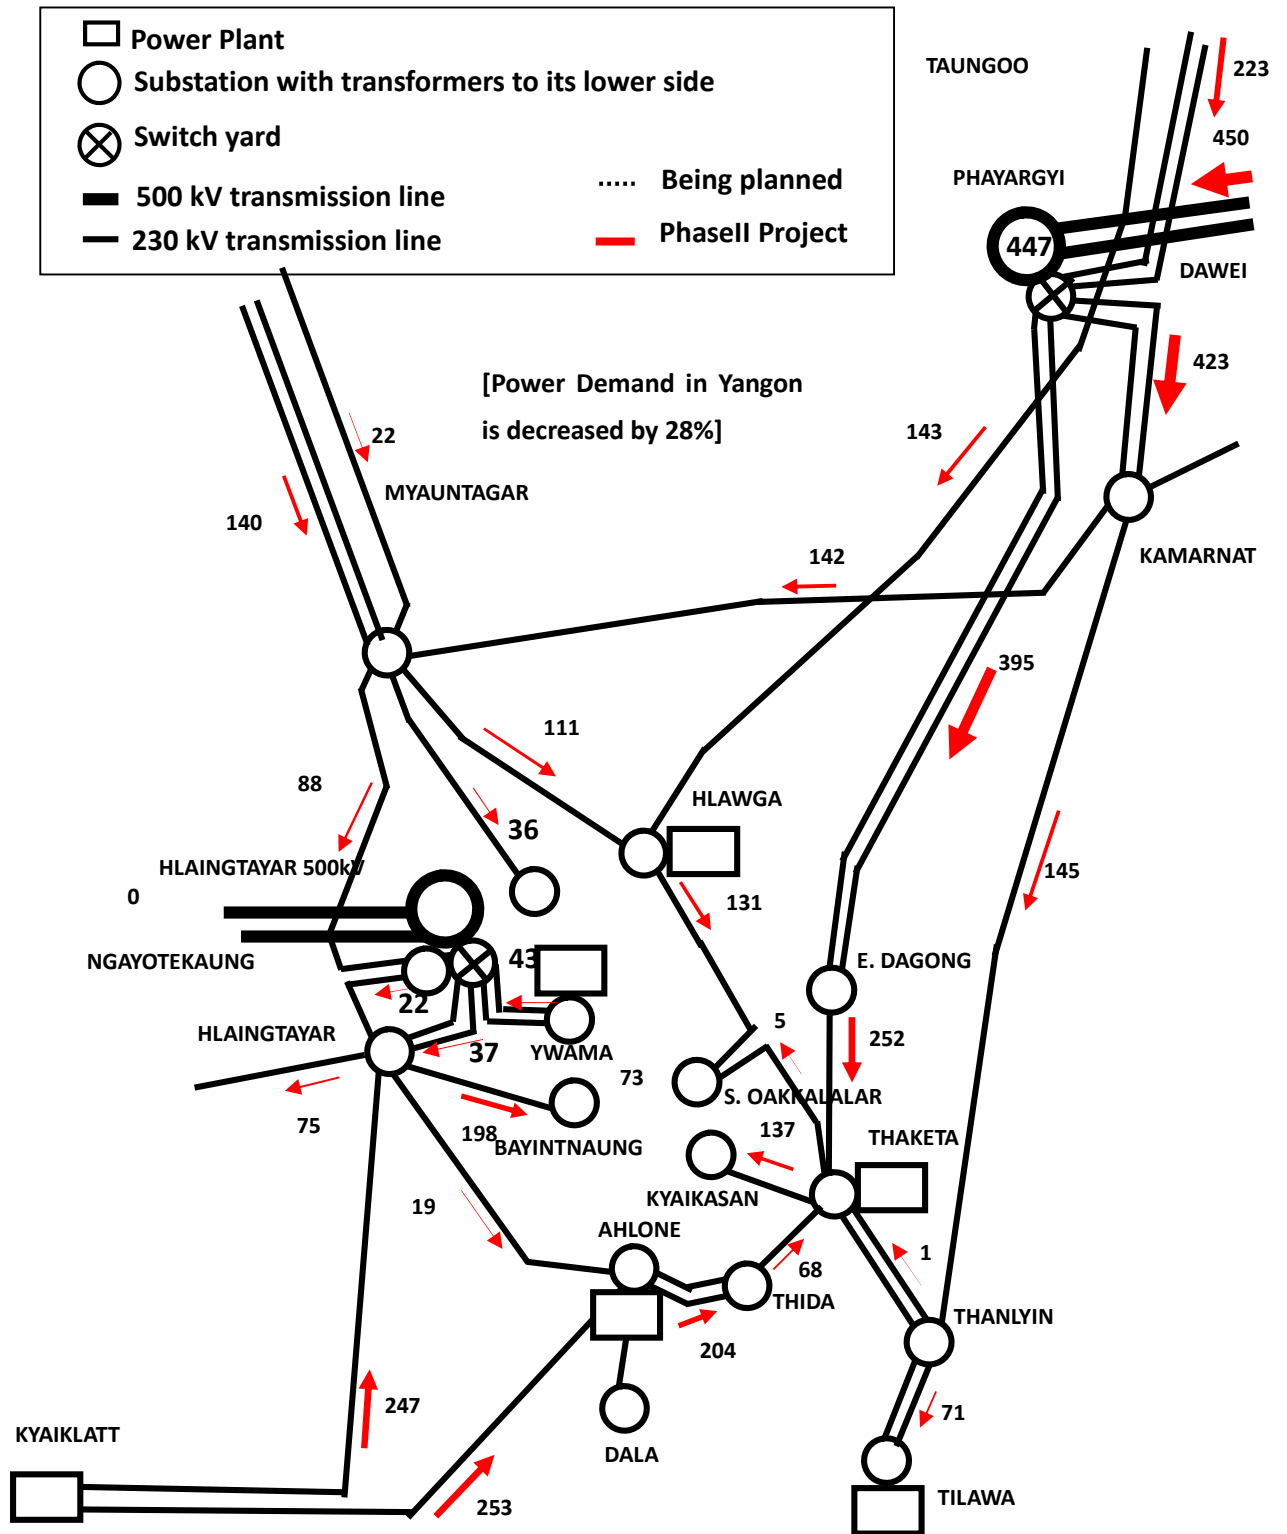 Power Plant
Substation with transformers to its lower side
Switch yard
500 kV transmission line
230 kV transmission line
Being planned
PhaseII Project
TAUNGOO
223
450
PHAYARGYI
447
DAWEI
423
[Power Demand in Yangon
is decreased by 28%]
22
143
MYAUNTAGAR
140
KAMARNAT
142
395
111
88
HLAWGA
36
HLAINGTAYAR 500kV
145
0
131
NGAYOTEKAUNG
43
E. DAGONG
22
5
HLAINGTAYAR
252
37
YWAMA
73
S. OAKKALALAR
75
198
137
THAKETA
BAYINTNAUNG
KYAIKASAN
19
AHLONE
1
68
THIDA
THANLYIN
204
247
71
KYAIKLATT
DALA
TILAWA
253